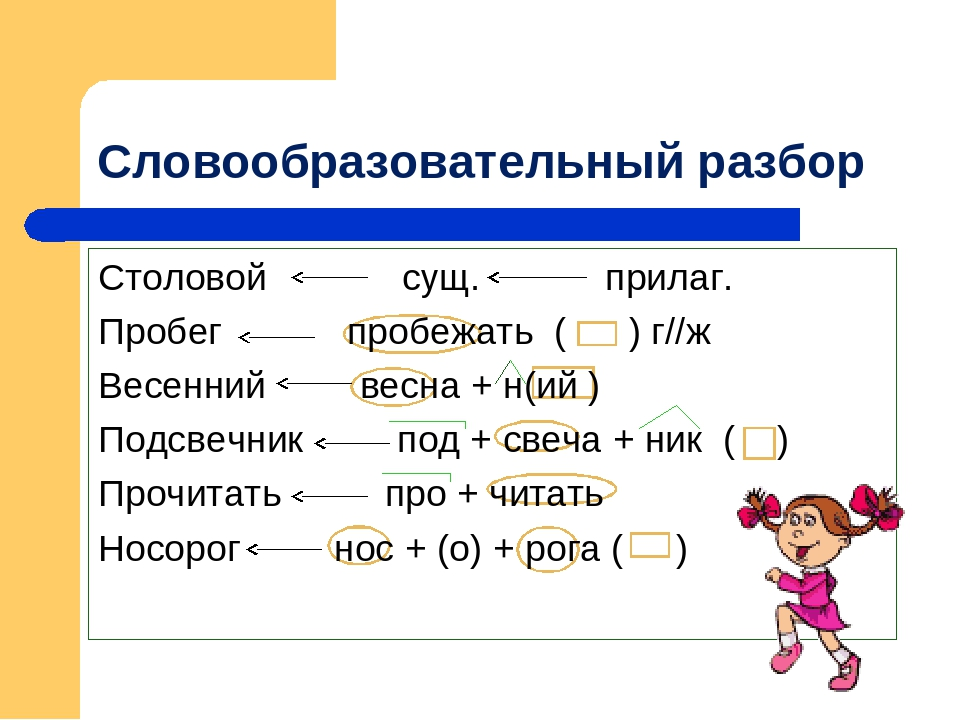 Словообразовательный разбор
Столовой сущ. прилаг.
Пробег пробежать ( ) г//ж
Весенний весна + н(ий )
Подсвечник под + свеча + ник ( )
Прочитать про + читать
Носорог нос + (о) + рога ( )